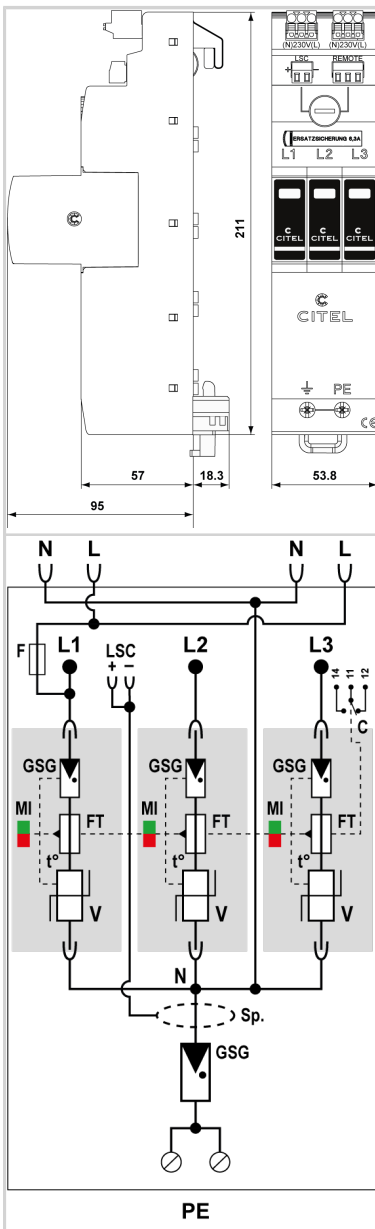 (N)230V(L) (N)230V(L)
LSC REMOTE
+ -
ERSATZSICHERUNG 6,3A
L1 L2 L3
C C C
CITEL CITEL CITEL
C
C
CITEL
PE
CE
211
57 18.3 53.8
95
N L N L
F L1 LSC L2 L3
+ -
14 11 12
C
GSG GSG GSG
MI FT MI FT MI FT
t° t° t°
V V V
N
Sp.
GSG
PE